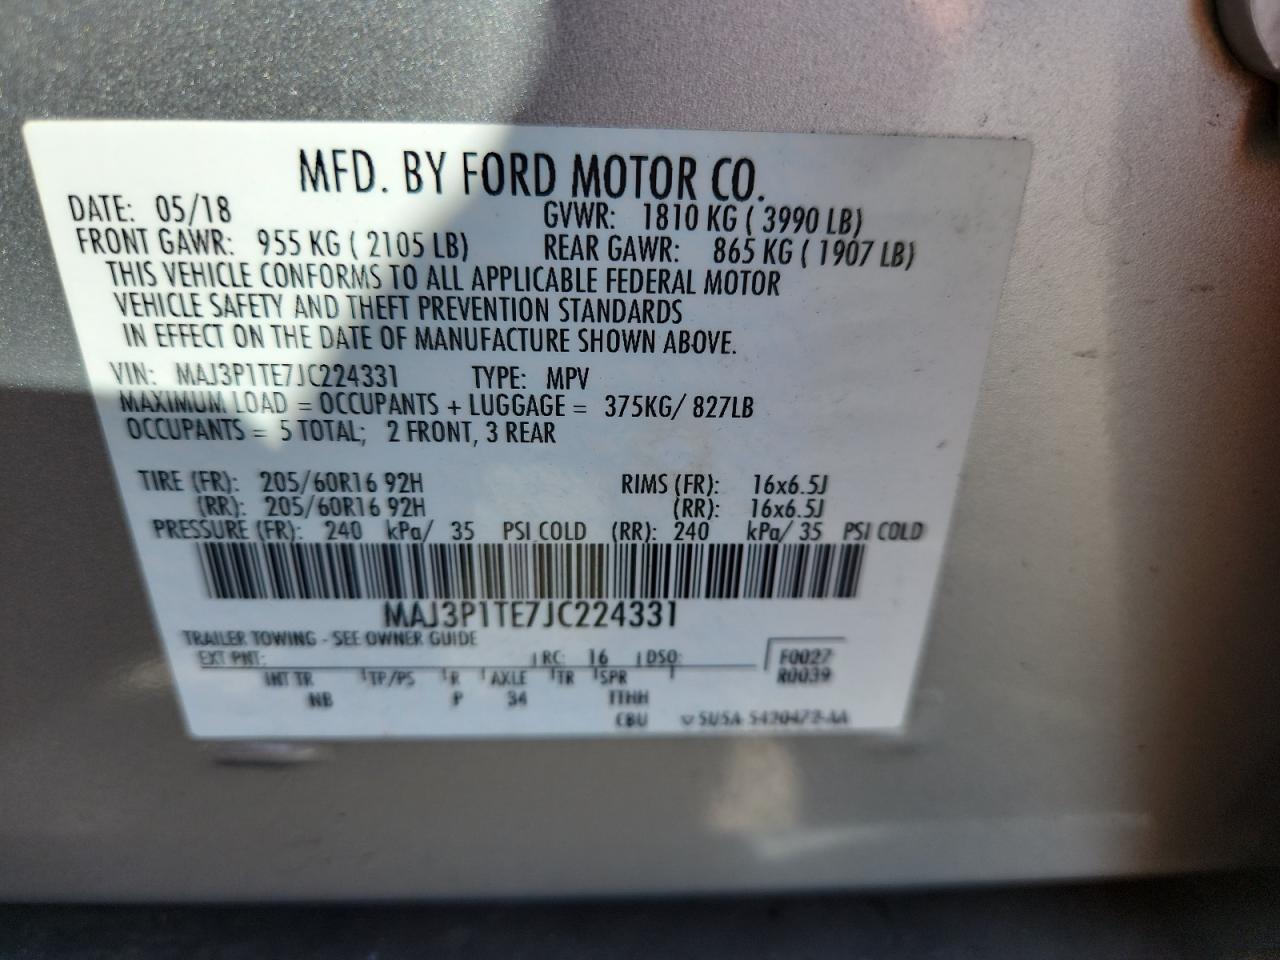 MFD. BY FORD MOTOR CO.
DATE: 05/18 GVWR: 1810 KG ( 3990 LB)
FRONT GAWR: 955 KG ( 2105 LB) REAR GAWR: 865 KG ( 1907 LB)
THIS VEHICLE CONFORMS TO ALL APPLICABLE FEDERAL MOTOR
VEHICLE SAFETY AND THEFT PREVENTION STANDARDS
IN EFFECT ON THE DATE OF MANUFACTURE SHOWN ABOVE.
VIN: MAJ3P1TE7JC224331 TYPE: MPV
MAXIMUM LOAD = OCCUPANTS + LUGGAGE = 375KG/ 827LB
OCCUPANTS = 5 TOTAL; 2 FRONT, 3 REAR
TIRE (FR): 205/60R16 92H RIMS (FR): 16x6.5J
(RR): 205/60R16 92H (RR): 16x6.5J
PRESSURE (FR): 240 kPa/ 35 PSI COLD (RR): 240 kPa/ 35 PSI COLD
MAJ3P1TE7JC224331
TRAILER TOWING - SEE OWNER GUIDE
EXT PNT: RC: 16 DSO: F0027
INT TR TP/PS R AXLE TR SPR R0039
NB P 34 TTHH
CBU